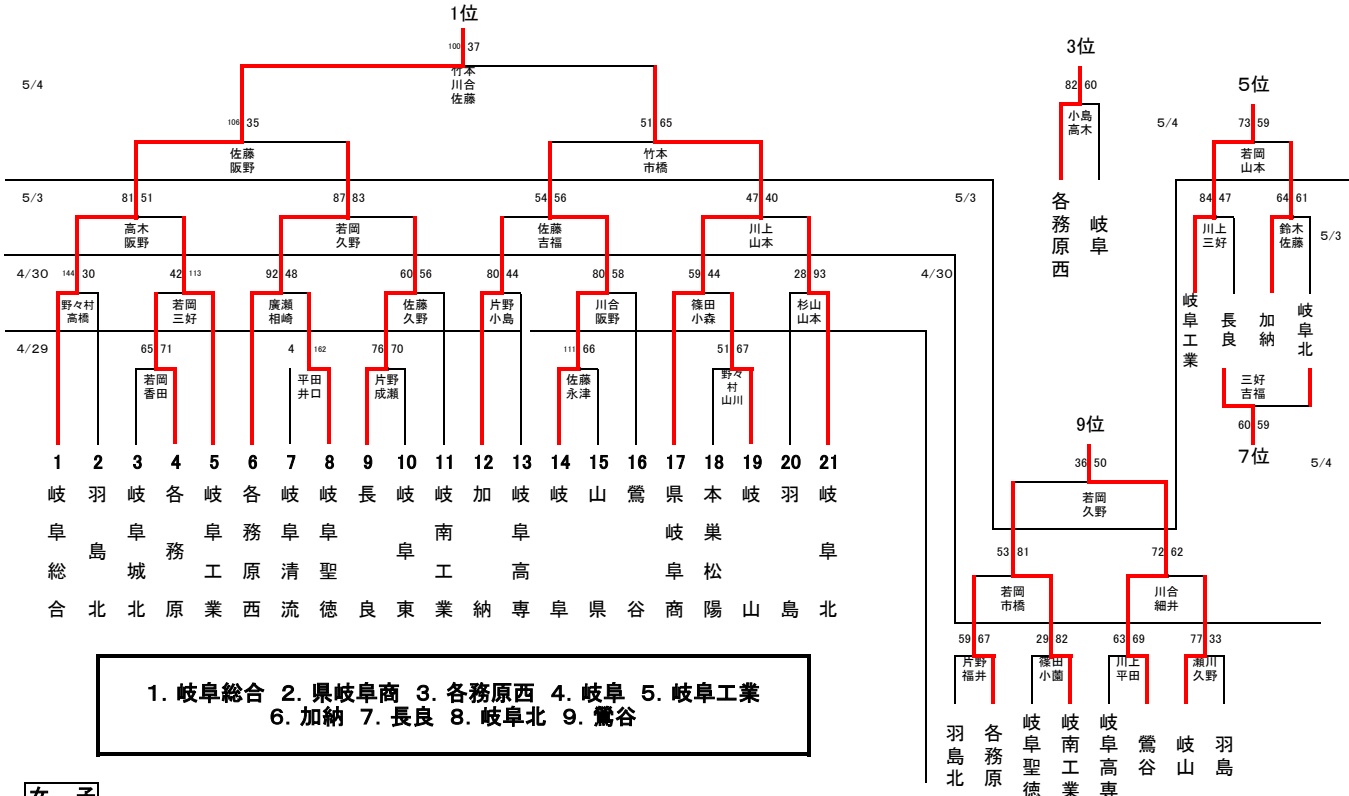 1位
100 37
竹本
川合
佐藤
5/4
106 35
佐藤
阪野
51 65
竹本
市橋
3位
82 60
小島
高木
各務原西
岐阜
5位
5/4
73 59
若岡
山本
5/3
81 51
高木
阪野
87 83
若岡
久野
54 56
佐藤
吉福
47 40
川上
山本
5/3
84 47
川上
三好
64 61
鈴木
佐藤
5/3
4/30
144 30
野々村
高橋
42 113
若岡
三好
92 48
廣瀬
相崎
60 56
佐藤
久野
80 44
片野
小島
80 58
川合
阪野
59 44
篠田
小森
28 93
杉山
山本
4/30
岐阜工業
長良
加納
岐阜北
4/29
65 71
若岡
香田
4 162
平田
井口
76 70
片野
成瀬
111 66
佐藤
永津
51 67
野々
村
山川
三好
吉福
60 59
7位
5/4
1 2 3 4 5 6 7 8 9 10 11 12 13 14 15 16 17 18 19 20 21
岐阜総合
羽島北
岐阜城北
各務原
岐阜工業
各務原西
岐阜清流
岐阜聖徳
長良
岐阜東
岐南工業
加納
岐阜高専
岐阜
山県
鶯谷
県岐阜商
本巣松陽
岐山
羽島
岐阜北
9位
36 50
若岡
久野
53 81
若岡
市橋
72 62
川合
細井
59 67
片野
福井
29 82
篠田
小薗
63 69
川上
平田
77 33
瀬川
久野
羽島北
各務原
岐阜聖徳
岐南工業
岐阜高専
鶯谷
岐山
羽島
1. 岐阜総合 2. 県岐阜商 3. 各務原西 4. 岐阜 5. 岐阜工業
6. 加納 7. 長良 8. 岐阜北 9. 鶯谷
女 子